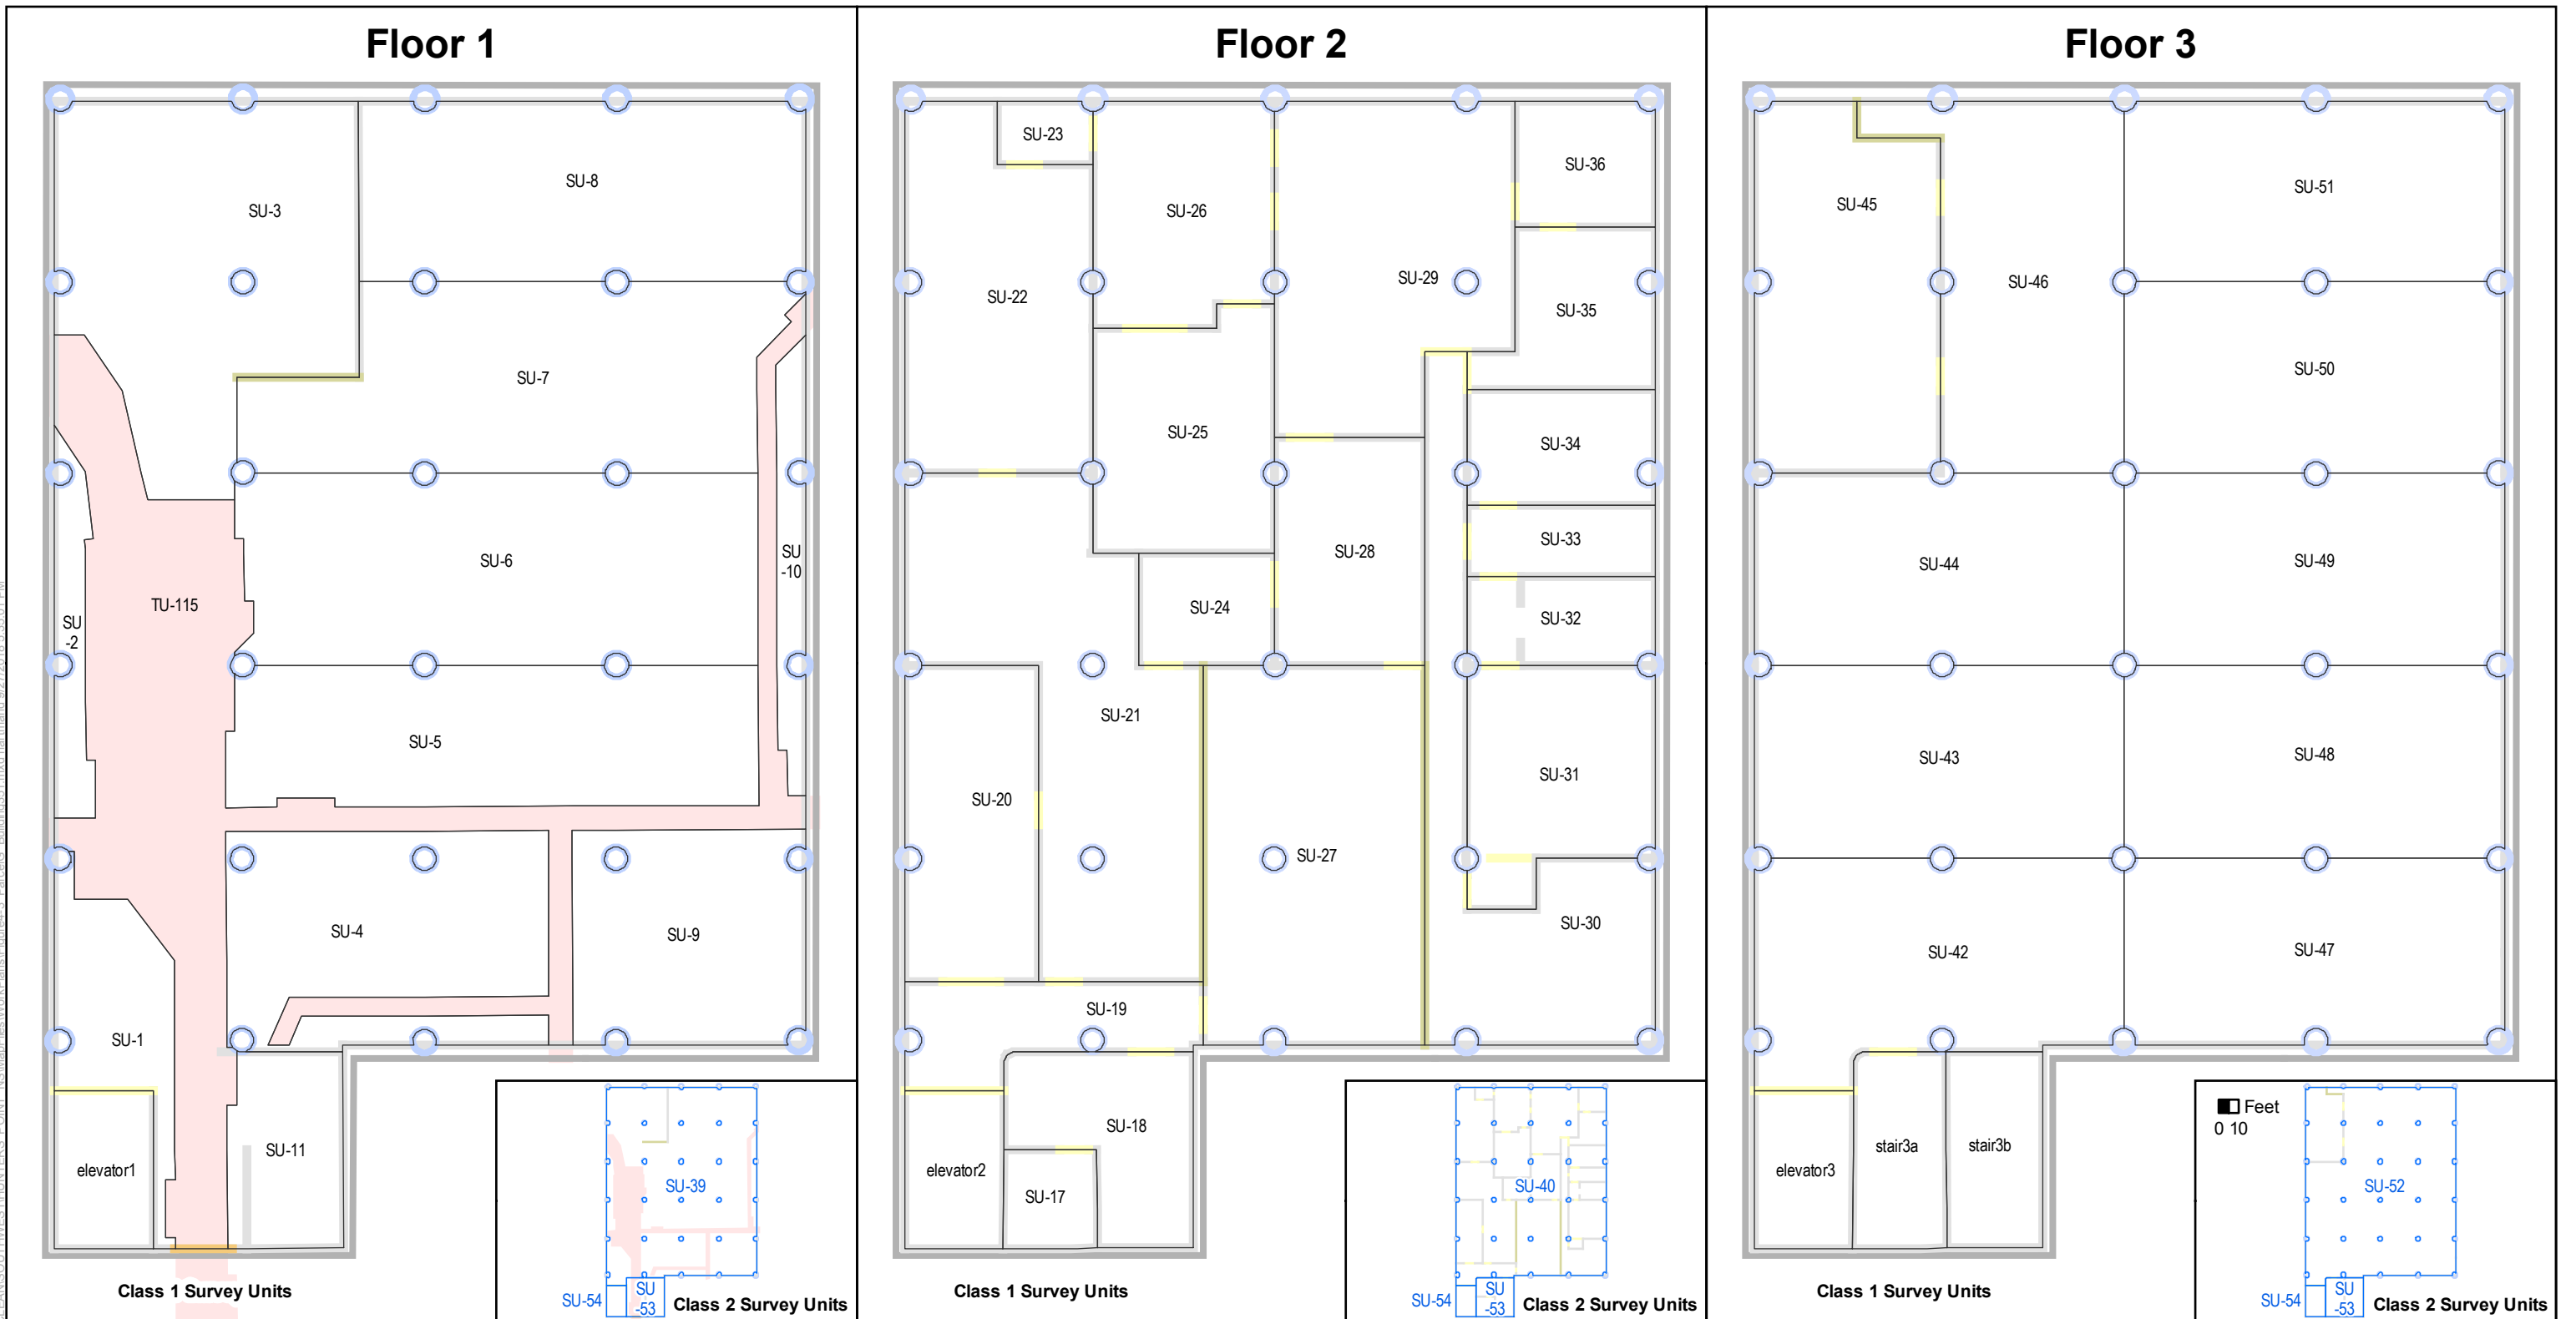 Floor 1
SU-3
SU-8
SU-7
SU-6
SU
-10
TU-115
SU
-2
SU-5
SU-4
SU-9
SU-1
SU-11
elevator1
Class 1 Survey Units
SU-39
SU-54
SU
-53
Class 2 Survey Units
Floor 2
SU-23
SU-36
SU-26
SU-29
SU-22
SU-35
SU-25
SU-34
SU-33
SU-28
SU-24
SU-32
SU-21
SU-31
SU-20
SU-27
SU-30
SU-19
SU-18
elevator2
SU-17
Class 1 Survey Units
SU-40
SU-54
SU
-53
Class 2 Survey Units
Floor 3
SU-51
SU-45
SU-46
SU-50
SU-44
SU-49
SU-43
SU-48
SU-42
SU-47
stair3a
stair3b
elevator3
Class 1 Survey Units
Feet
0 10
SU-52
SU-54
SU
-53
Class 2 Survey Units